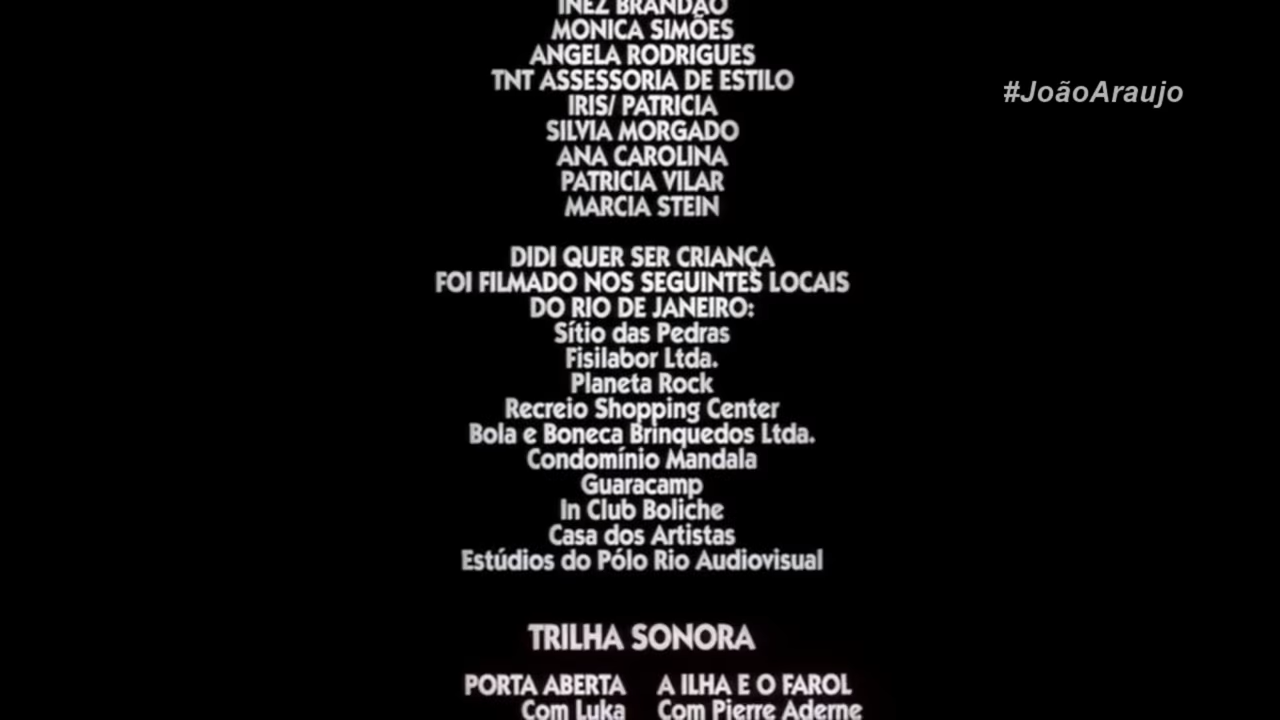 INEZ BRANDÃO
MONICA SIMÕES
ANGELA RODRIGUES
TNT ASSESSORIA DE ESTILO
#JoãoAraujo
IRIS/ PATRICIA
SILVIA MORGADO
ANA CAROLINA
PATRICIA VILAR
MARCIA STEIN
DIDI QUER SER CRIANÇA
FOI FILMADO NOS SEGUINTES LOCAIS
DO RIO DE JANEIRO:
Sítio das Pedras
Fisilabor Ltda.
Planeta Rock
Recreio Shopping Center
Bola e Boneca Brinquedos Ltda.
Condomínio Mandala
Guaracamp
In Club Boliche
Casa dos Artistas
Estúdios do Pólo Rio Audiovisual
TRILHA SONORA
PORTA ABERTA A ILHA E O FAROL
Com Luka Com Pierre Aderne